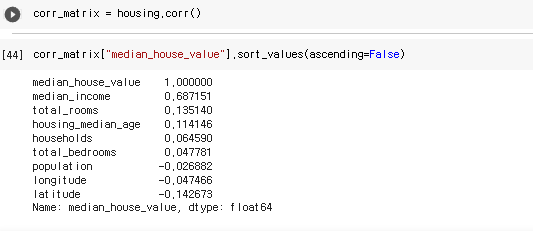 corr_matrix = housing.corr()
[44] corr_matrix["median_house_value"].sort_values(ascending=False)
median_house_value    1.000000
median_income         0.687151
total_rooms           0.135140
housing_median_age    0.114146
households            0.064590
total_bedrooms        0.047781
population           -0.026882
longitude            -0.047466
latitude             -0.142673
Name: median_house_value, dtype: float64